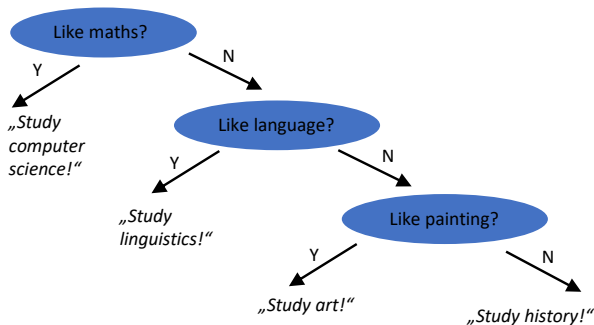 Like maths?
Y
N
„Study
computer
science!“
Like language?
Y
N
„Study
linguistics!“
Like painting?
Y
N
„Study art!“
„Study history!“